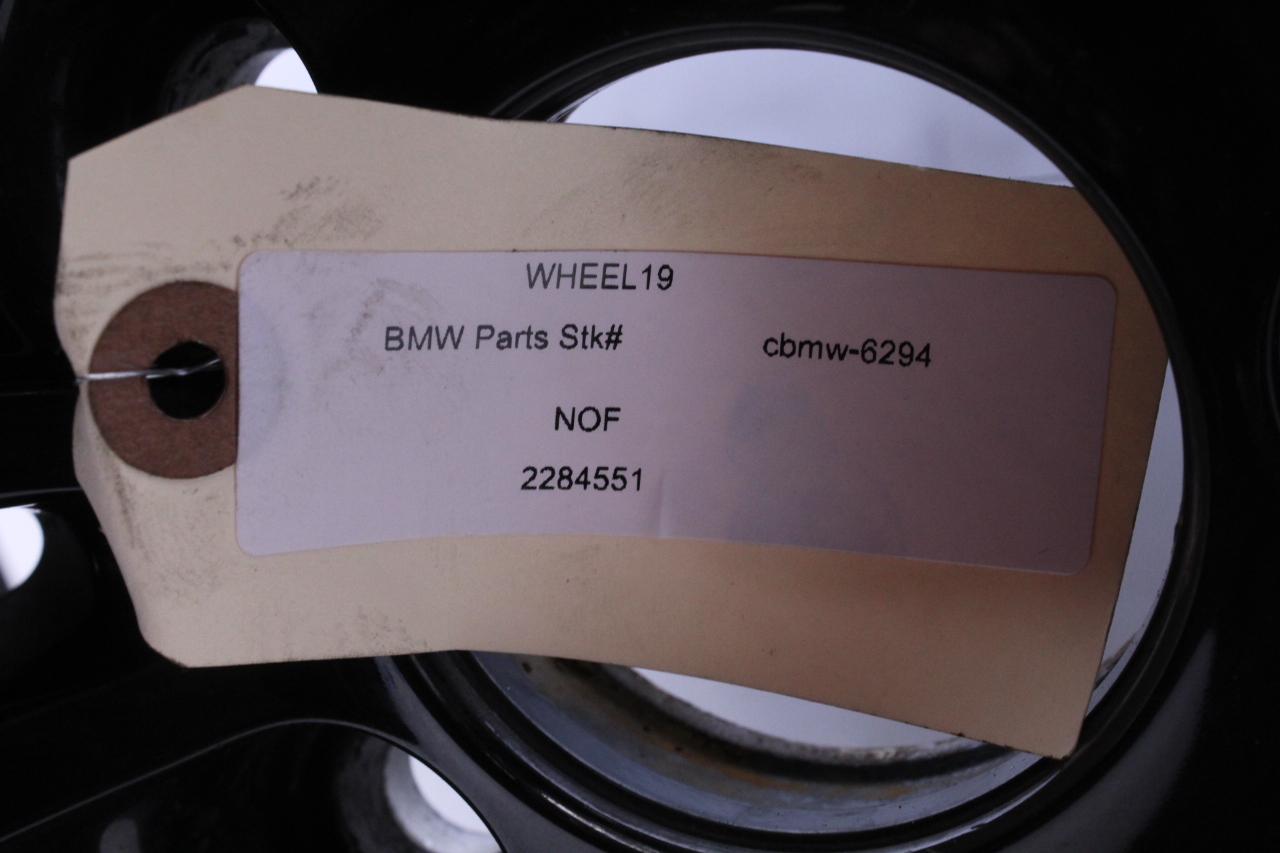 WHEEL19
BMW Parts Stk# cbmw-6294
NOF
2284551